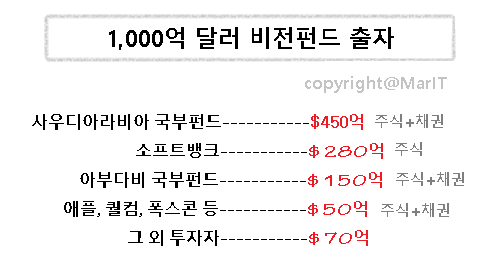 1,000억 달러 비전펀드 출자
copyright@MarIT
사우디아라비아 국부펀드-----------$450억 주식+채권
소프트뱅크-----------$280억 주식
아부다비 국부펀드-----------$150억 주식+채권
애플, 퀄컴, 폭스콘 등-----------$50억 주식+채권
그 외 투자자-----------$70억